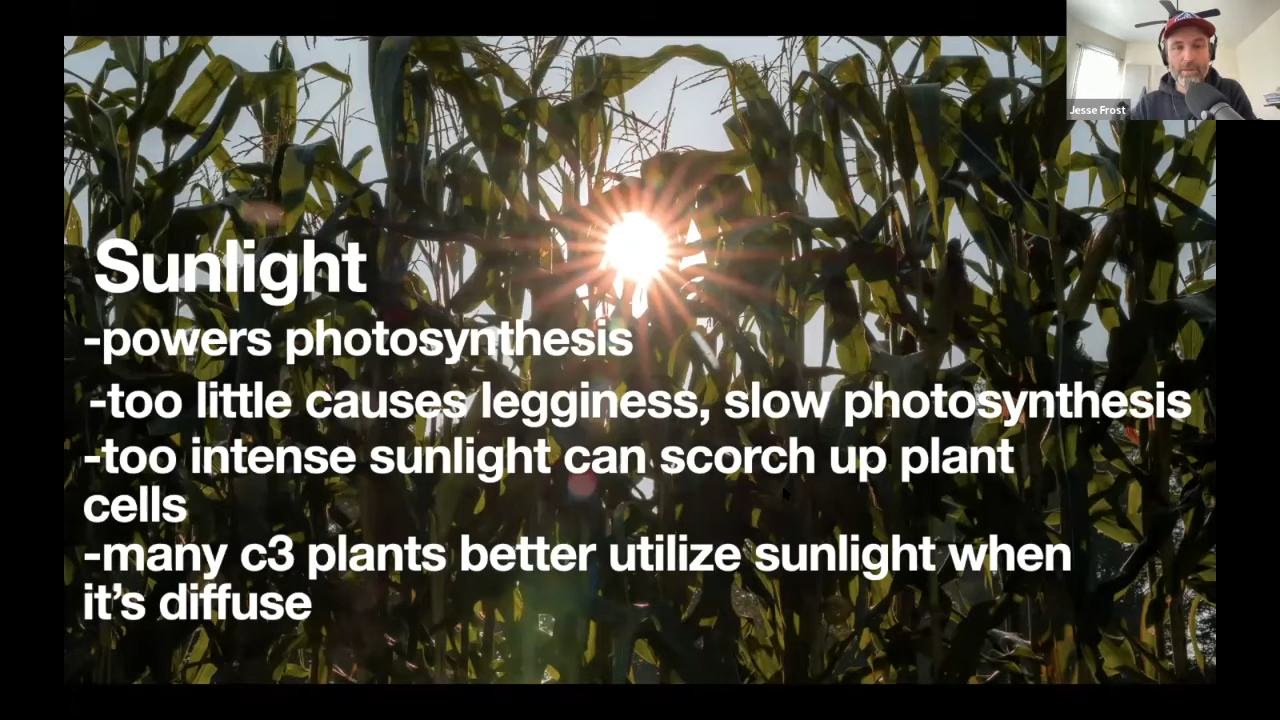 Jesse Frost
Sunlight
-powers photosynthesis
-too little causes legginess, slow photosynthesis
-too intense sunlight can scorch up plant
cells
-many c3 plants better utilize sunlight when
it’s diffuse